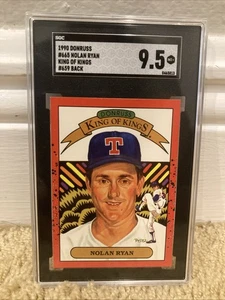 SGC
1990 DONRUSS
#665 NOLAN RYAN
KING OF KINGS
#659 BACK
9.5
DONRUSS
KING OF KINGS
T
NOLAN RYAN